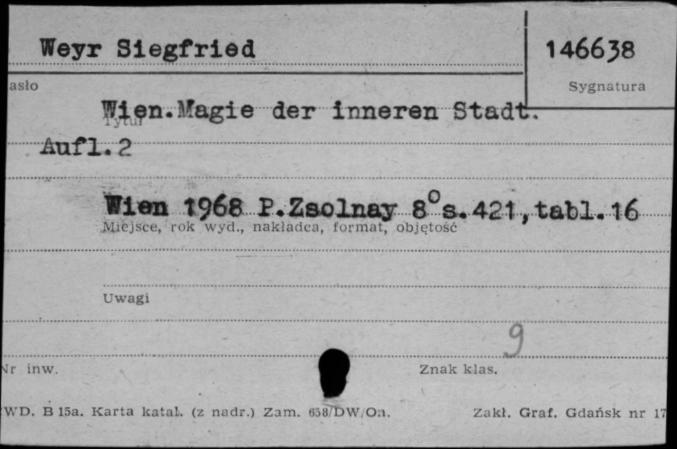 Weyr Siegfried
146638
asło
Sygnatura
Wien.Magie der inneren Stadt.
Tytuł
Aufl.2
Wien 1968 P.Zsolnay 8° s.421,tabl.16
Miejsce, rok wyd., nakładca, format, objętość
Uwagi
9
Nr inw.
Znak klas.
WD. B 15a. Karta katal. (z nadr.) Zam. 658/DW/Oa.
Zakł. Graf. Gdańsk nr 17